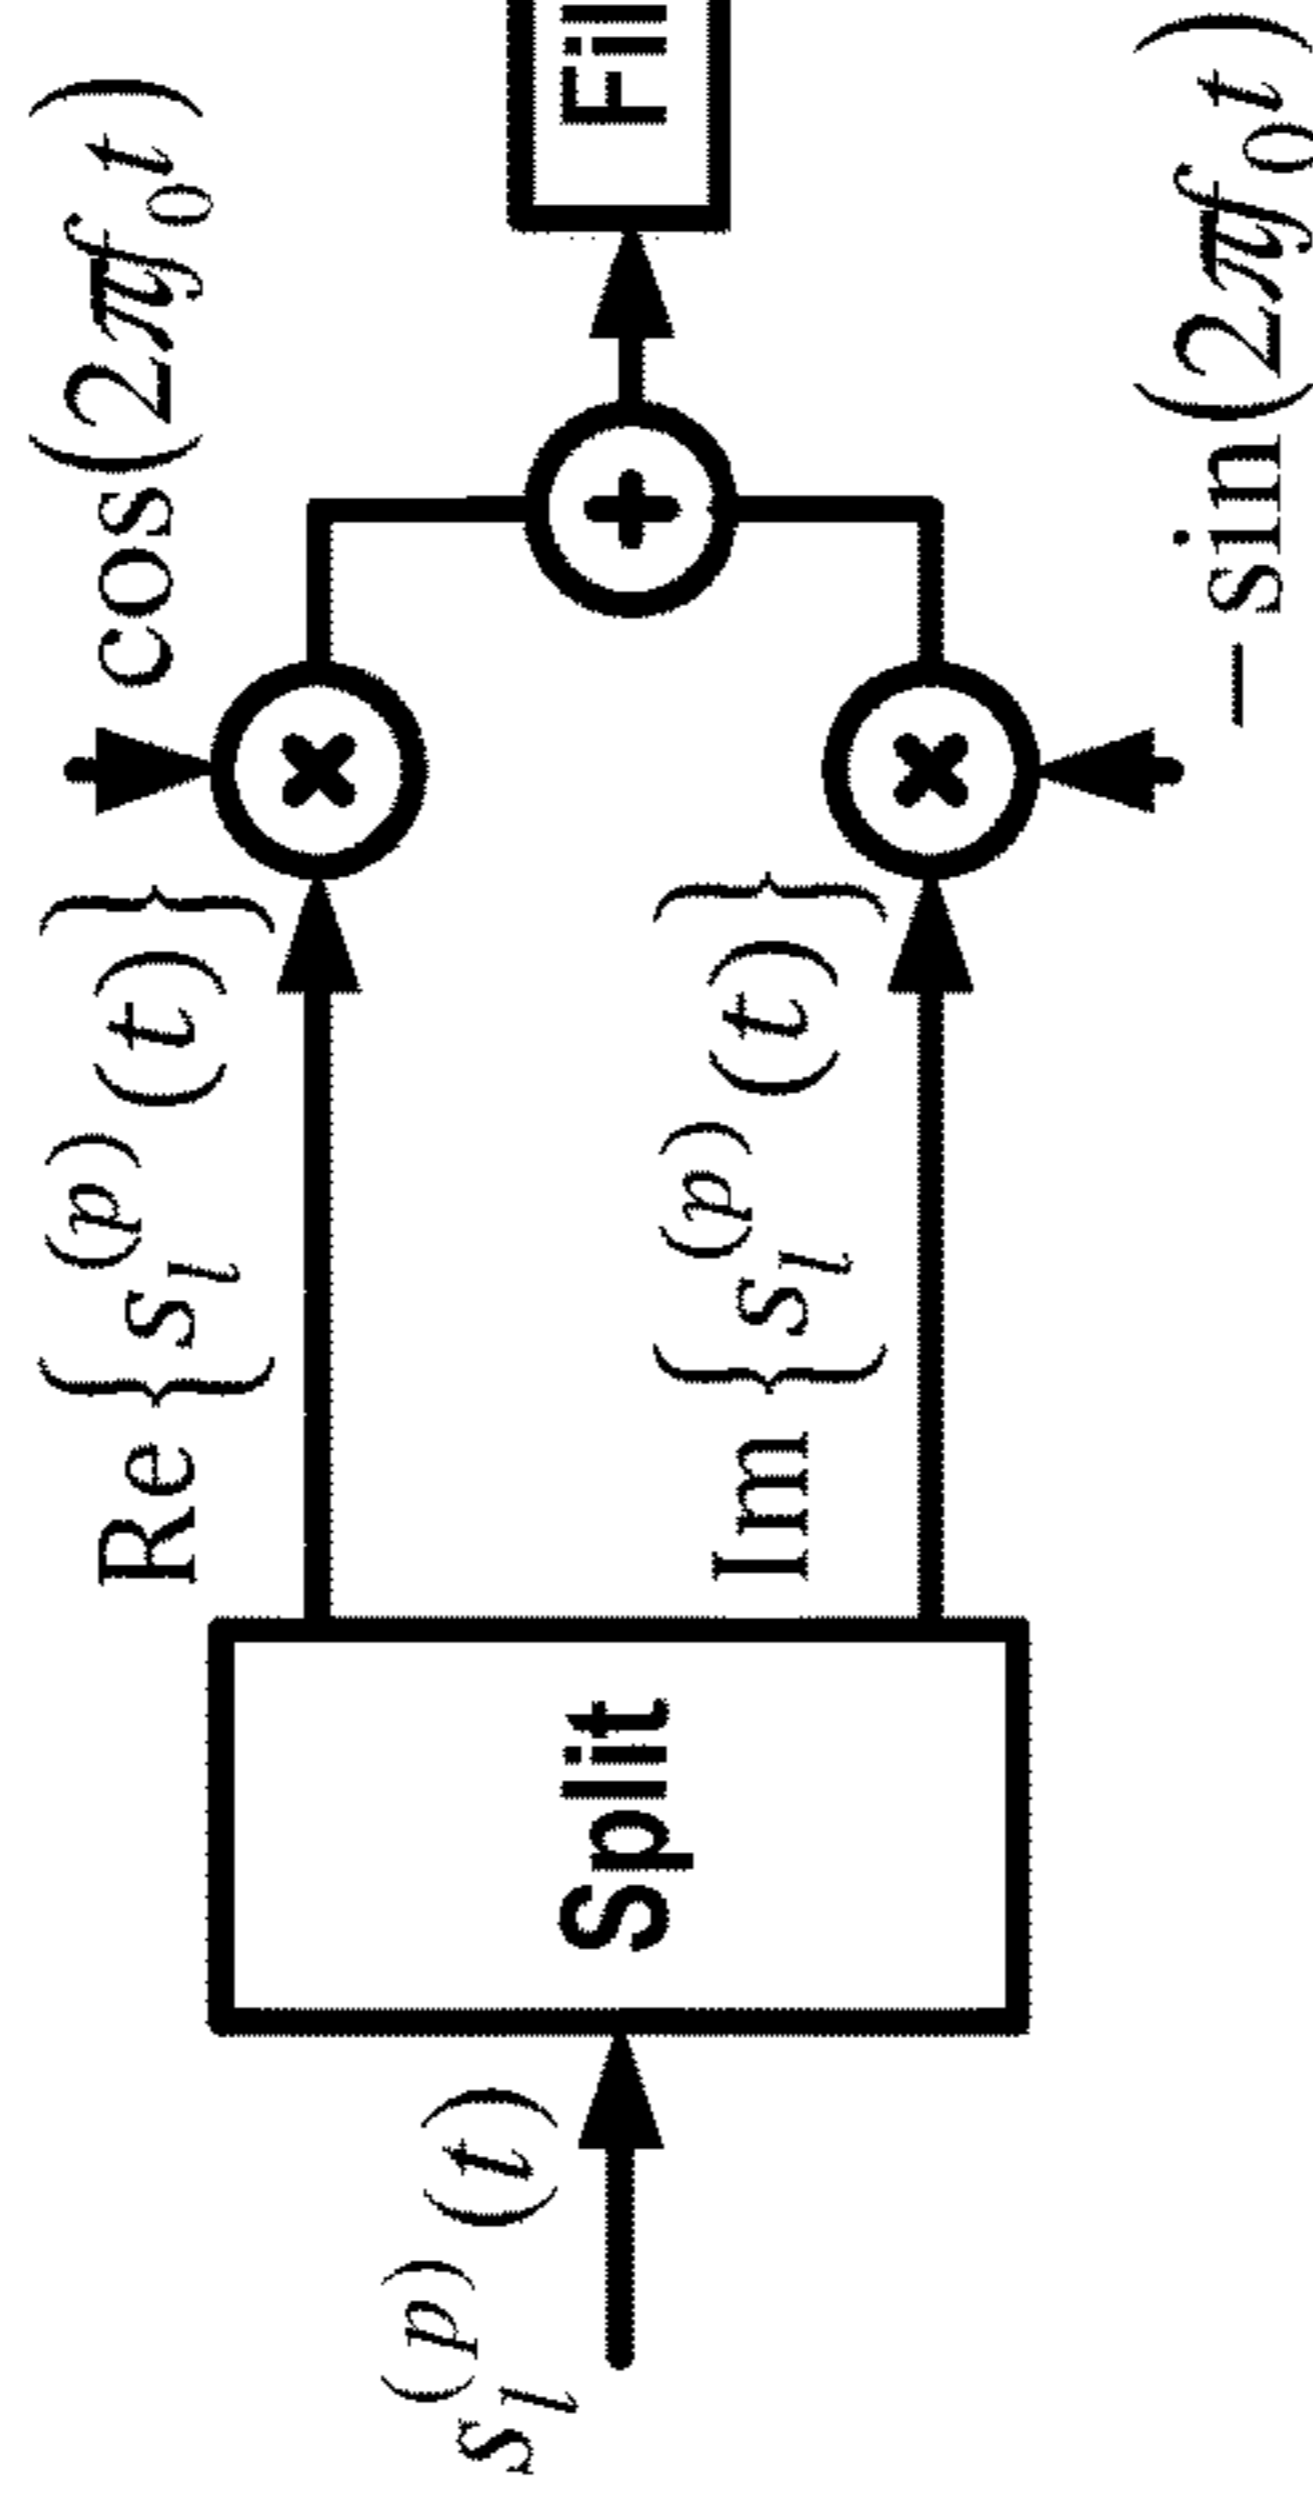 s_l^{(p)}(t)
Split
Re{s_l^{(p)}(t)}
Im{s_l^{(p)}(t)}
cos(2πf_0t)
−sin(2πf_0t)
Fil